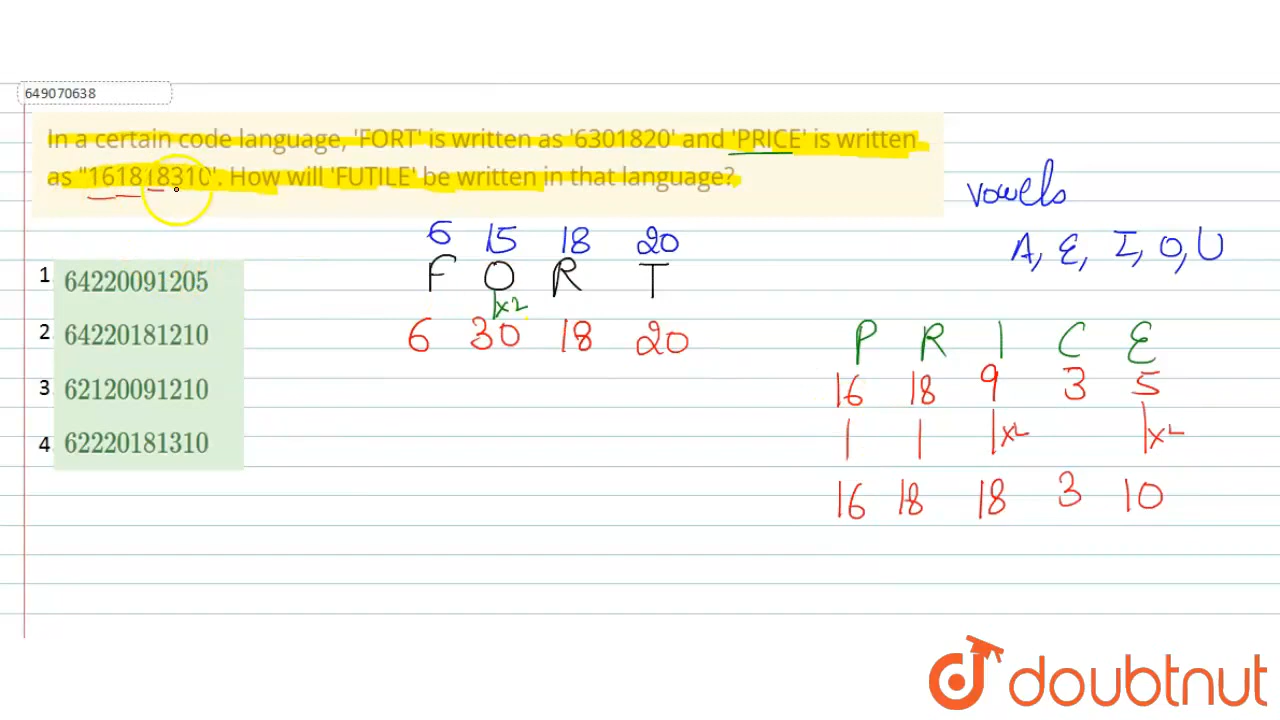 649070638
In a certain code language, 'FORT' is written as '6301820' and 'PRICE' is written
as "161818310'. How will 'FUTILE' be written in that language?
vowels
A, E, I, O, U
6 15 18 20
F O R T
x2
6 30 18 20
1 64220091205
2 64220181210
3 62120091210
4. 62220181310
P R I C E
16 18 9 3 5
x2 x2
16 18 18 3 10
doubtnut